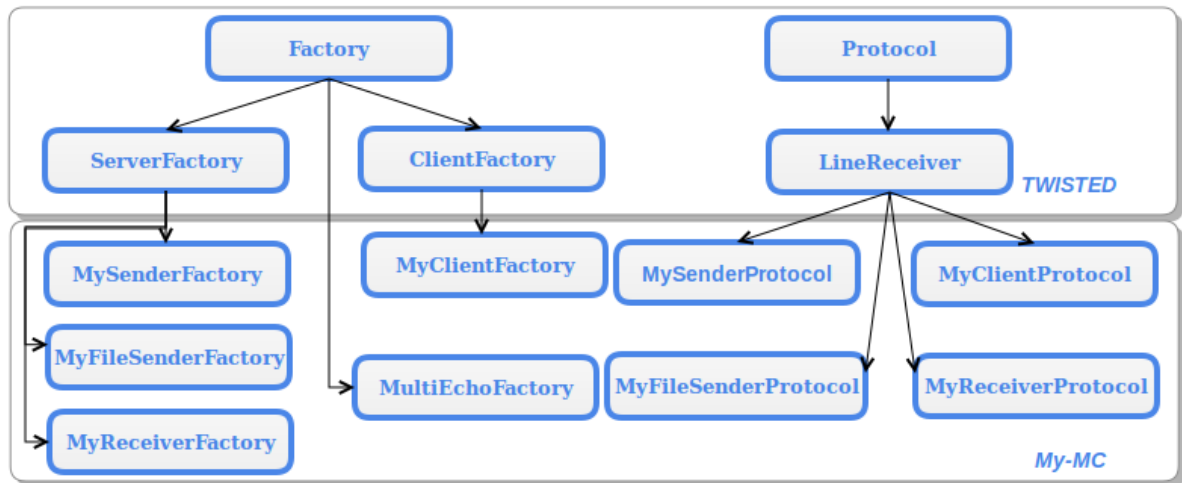 Factory
Protocol
ServerFactory
ClientFactory
LineReceiver
TWISTED
MySenderFactory
MyClientFactory
MySenderProtocol
MyClientProtocol
MyFileSenderFactory
MultiEchoFactory
MyFileSenderProtocol
MyReceiverProtocol
MyReceiverFactory
My-MC